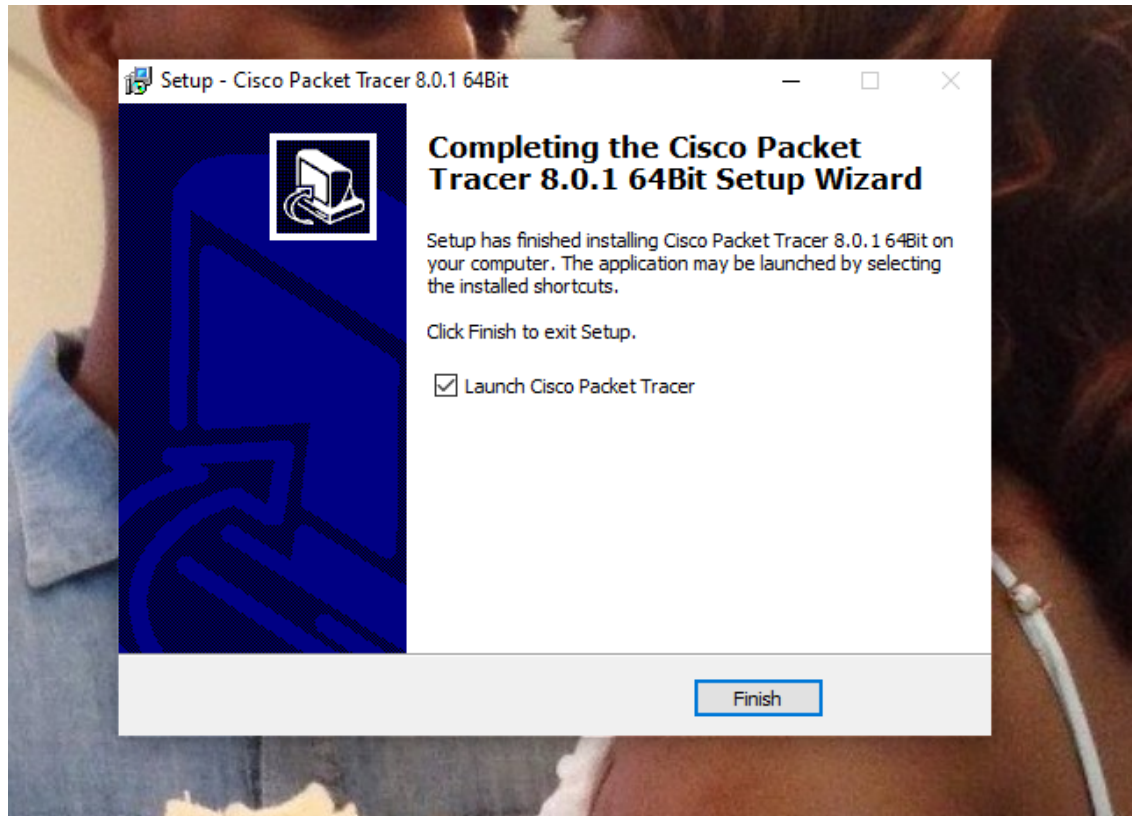 Setup - Cisco Packet Tracer 8.0.1 64Bit
Completing the Cisco Packet
Tracer 8.0.1 64Bit Setup Wizard
Setup has finished installing Cisco Packet Tracer 8.0.1 64Bit on
your computer. The application may be launched by selecting
the installed shortcuts.
Click Finish to exit Setup.
Launch Cisco Packet Tracer
Finish